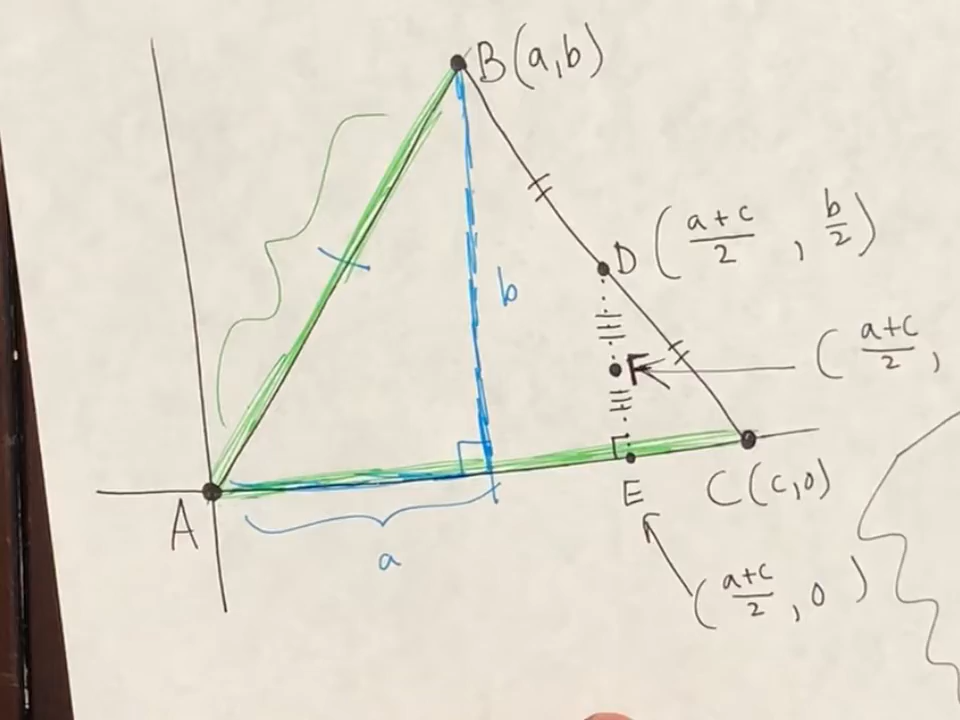 B(a,b)
D (a+c/2, b/2)
b
F
(a+c/2,
A
E
C(c,0)
a
(a+c/2, 0)